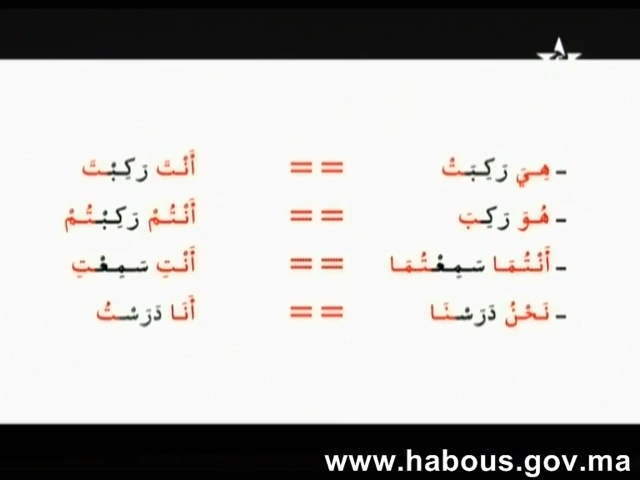 - هِيَ رَكِبَتْ == أَنْتَ رَكِبْتَ
- هُوَ رَكِبَ == أَنْتُمْ رَكِبْتُمْ
- أَنْتُمَا سَمِعْتُمَا == أَنْتِ سَمِعْتِ
- نَحْنُ دَرَسْنَا == أَنَا دَرَسْتُ
www.habous.gov.ma